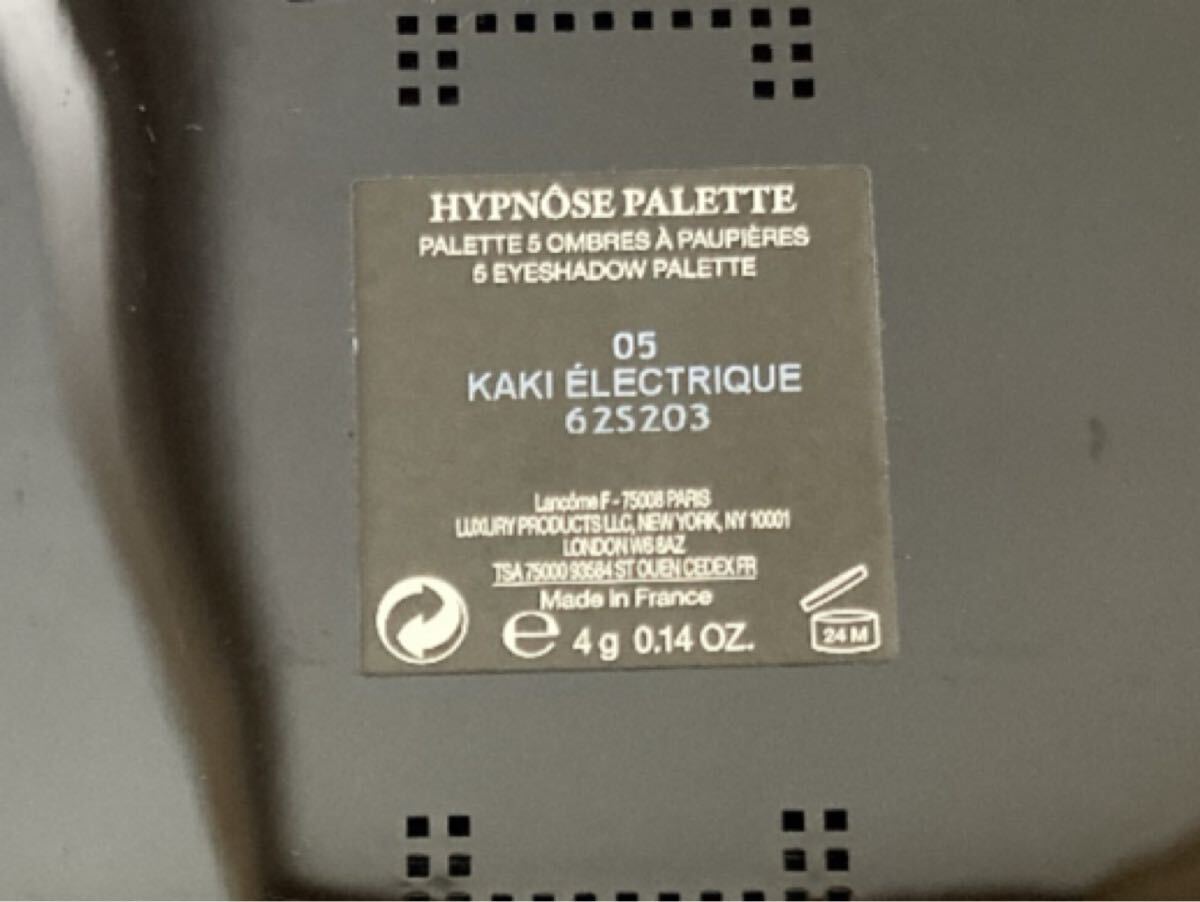 HYPNÔSE PALETTE
PALETTE 5 OMBRES À PAUPIÈRES
5 EYESHADOW PALETTE
05
KAKI ÉLECTRIQUE
62S203
Lancôme F - 75008 PARIS
LUXURY PRODUCTS LLC, NEW YORK, NY 10001
LONDON W6 8AZ
TSA 75000 93584 ST OUEN CEDEX FR
Made in France
e 4 g 0.14 OZ.
24 M